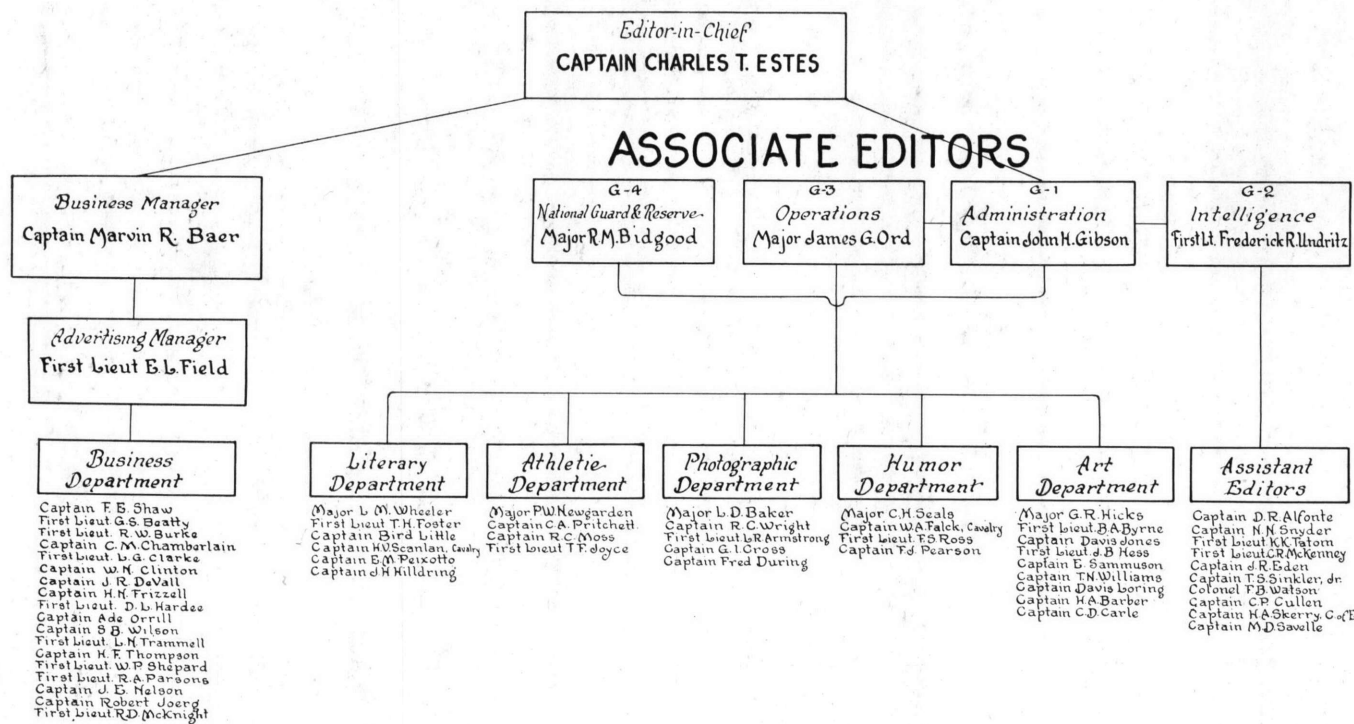 Editor-in-Chief
CAPTAIN CHARLES T. ESTES
ASSOCIATE EDITORS
Business Manager
Captain Marvin R. Baer
G-4
National Guard & Reserve
Major R.M. Bidgood
G-3
Operations
Major James G. Ord
G-1
Administration
Captain John H. Gibson
G-2
Intelligence
First Lt. Frederick R. Undritz
Advertising Manager
First Lieut E.L. Field
Business
Department
Captain F. E. Shaw
First Lieut. G.S. Beatty
First Lieut. R.W. Burke
Captain C.M. Chamberlain
First Lieut. L.G. Clarke
Captain W.N. Clinton
Captain J.R. DeVall
Captain H.N. Frizzell
First Lieut. D.L. Hardee
Captain Ade Orrill
Captain S.B. Wilson
First Lieut. L.N. Trammell
Captain H.F. Thompson
First Lieut. W.P. Shepard
First Lieut. R.A. Parsons
Captain J.E. Nelson
Captain Robert Joerg
First Lieut. R.D. McKnight
Literary
Department
Major L.M. Wheeler
First Lieut T.H. Foster
Captain Bird Little
Captain H.V. Scanlan, Cavalry
Captain E.M. Peixotto
Captain J.H. Hilldring
Athletic
Department
Major P.W. Newgarden
Captain C.A. Pritchett.
Captain R.C. Moss
First Lieut T.F. Joyce
Photographic
Department
Major L.D. Baker
Captain R.C. Wright
First Lieut. L.R. Armstrong
Captain G.I. Cross
Captain Fred During
Humor
Department
Major C.H. Seals
Captain W.A. Falck, Cavalry
First Lieut. F.S. Ross
Captain F.J. Pearson
Art
Department
Major G.R. Hicks
First Lieut. B.A. Byrne
Captain Davis Jones
First Lieut. J.B Hess
Captain E. Sammuson
Captain T.N. Williams
Captain Davis Loring
Captain H.A. Barber
Captain C.D. Carle
Assistant
Editors
Captain D.R. Alfonte
Captain N.N. Snyder
First Lieut. K.K. Tatom
First Lieut. C.R. McKenney
Captain J.R. Eden
Captain T.S. Sinkler, Jr.
Colonel F.B. Watson
Captain C.P. Cullen
Captain H.A. Skerry, C of E
Captain M.D. Savelle